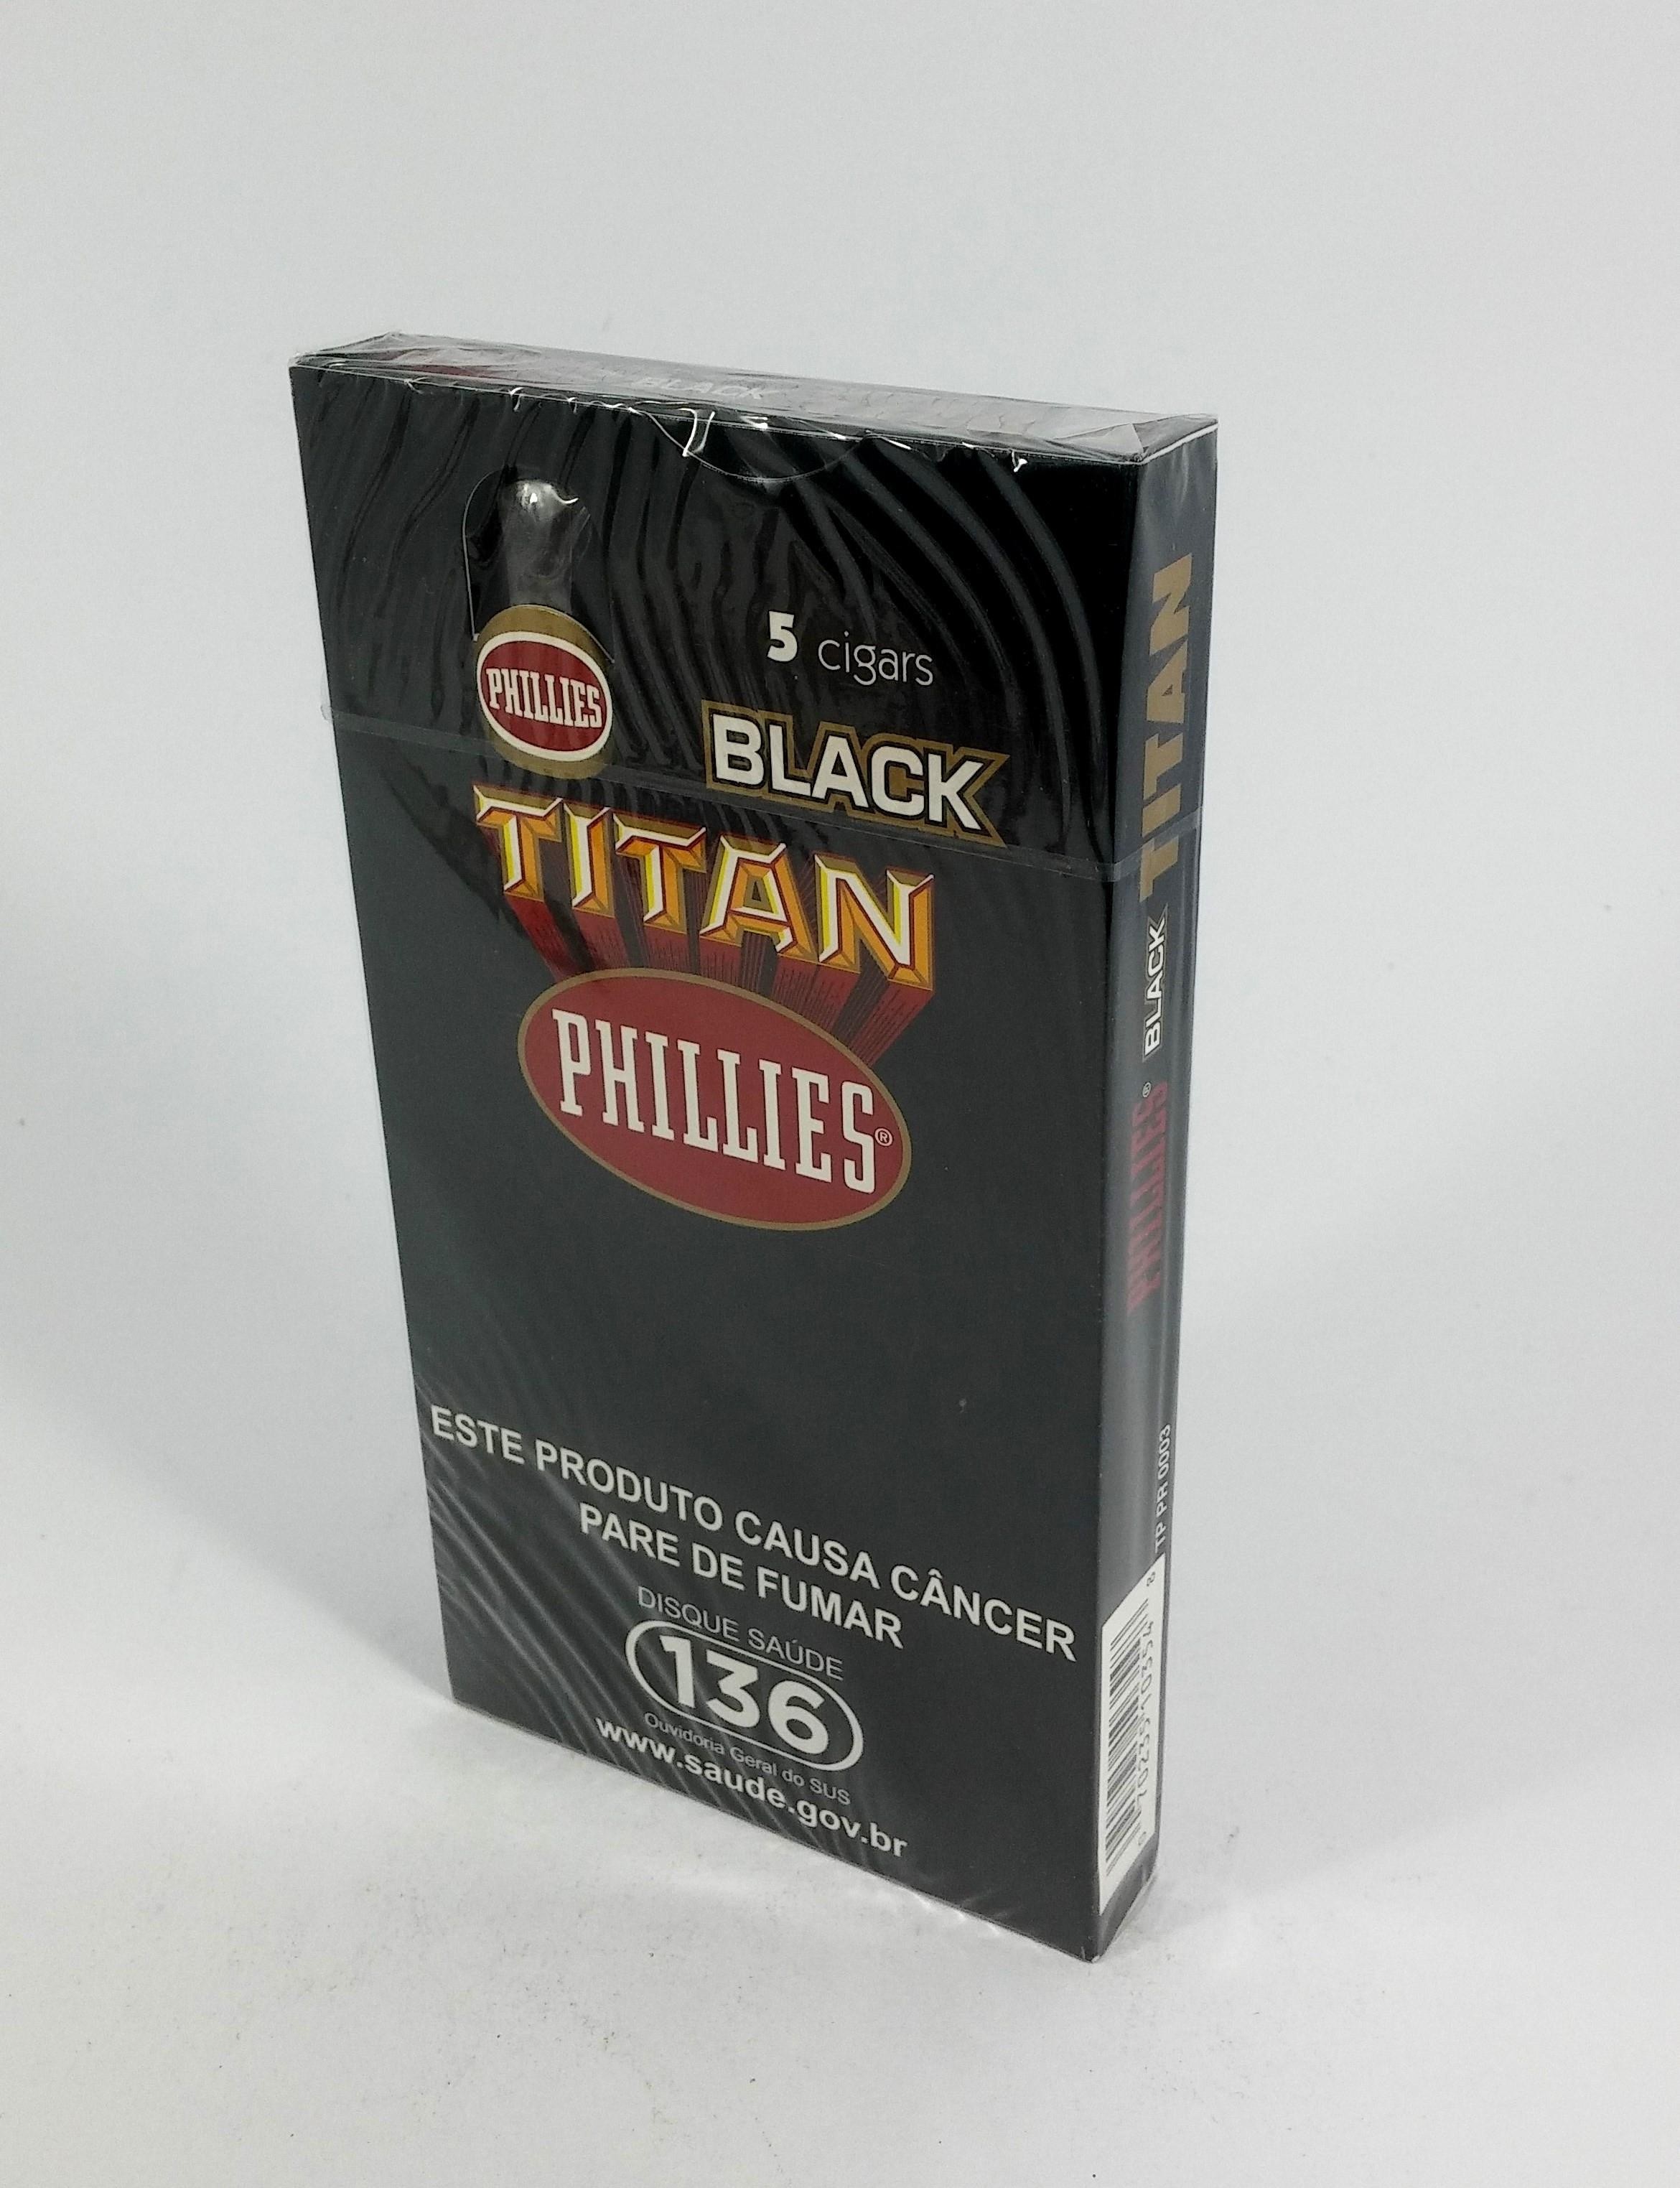 BLACK
5 cigars
PHILLIES
BLACK
TITAN
PHILLIES®
ESTE PRODUTO CAUSA CÂNCER
PARE DE FUMAR
DISQUE SAÚDE
136
Ouvidoria Geral do SUS
www.saude.gov.br
PHILLIES® BLACK TITAN
TP PR 0003